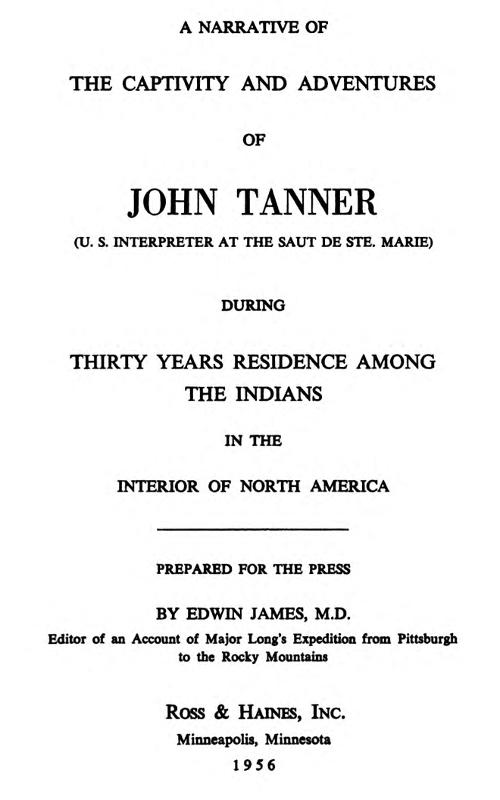 A NARRATIVE OF
THE CAPTIVITY AND ADVENTURES
OF
JOHN TANNER
(U. S. INTERPRETER AT THE SAUT DE STE. MARIE)
DURING
THIRTY YEARS RESIDENCE AMONG
THE INDIANS
IN THE
INTERIOR OF NORTH AMERICA
PREPARED FOR THE PRESS
BY EDWIN JAMES, M.D.
Editor of an Account of Major Long's Expedition from Pittsburgh
to the Rocky Mountains
ROSS & HAINES, INC.
Minneapolis, Minnesota
1956